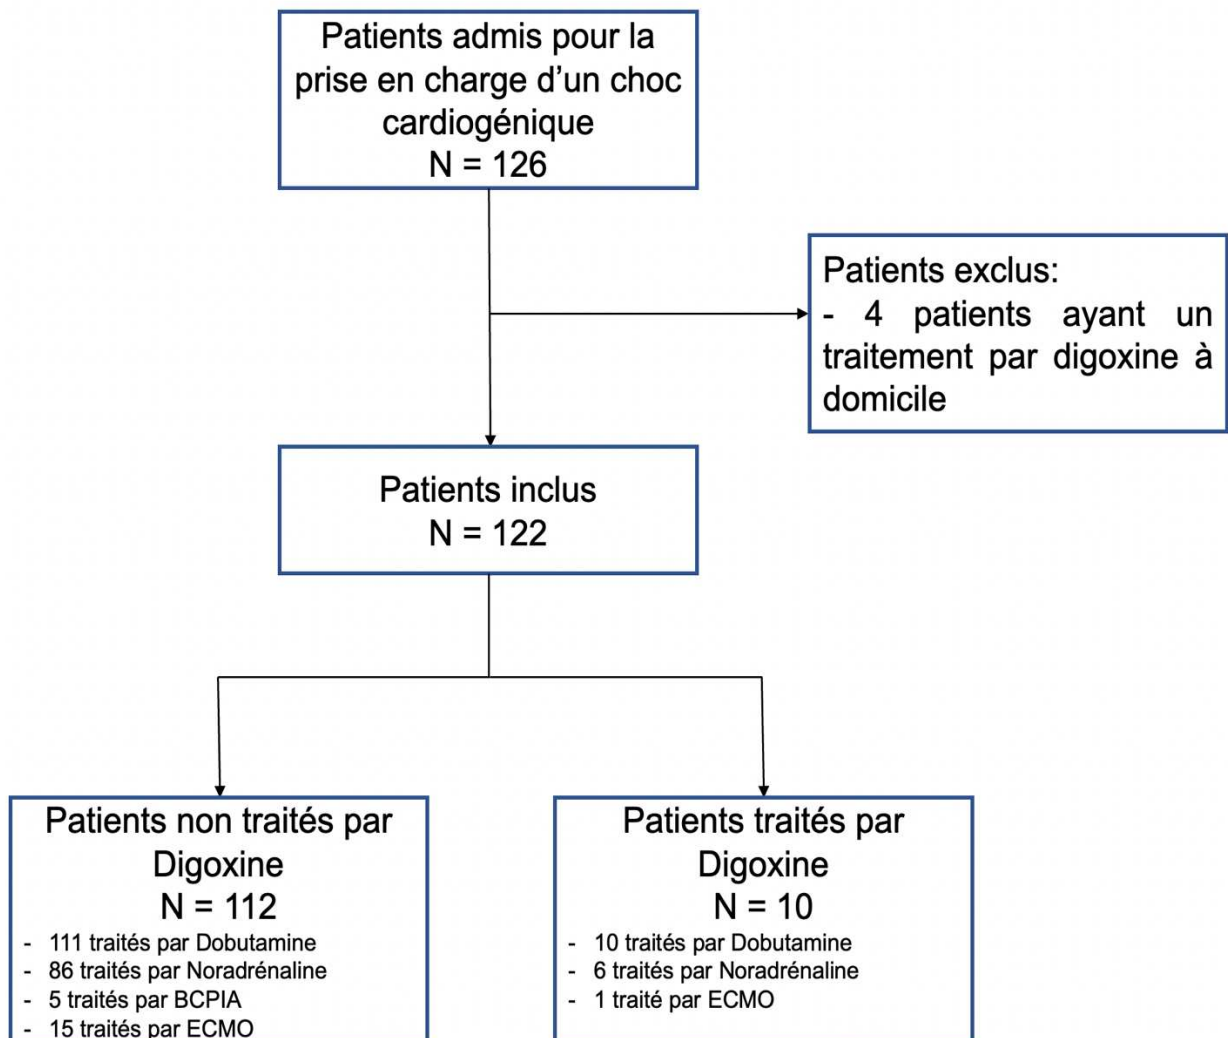 Patients admis pour la
prise en charge d’un choc
cardiogénique
N = 126
Patients exclus:
- 4 patients ayant un
traitement par digoxine à
domicile
Patients inclus
N = 122
Patients non traités par
Digoxine
N = 112
- 111 traités par Dobutamine
- 86 traités par Noradrénaline
- 5 traités par BCPIA
- 15 traités par ECMO
Patients traités par
Digoxine
N = 10
- 10 traités par Dobutamine
- 6 traités par Noradrénaline
- 1 traité par ECMO